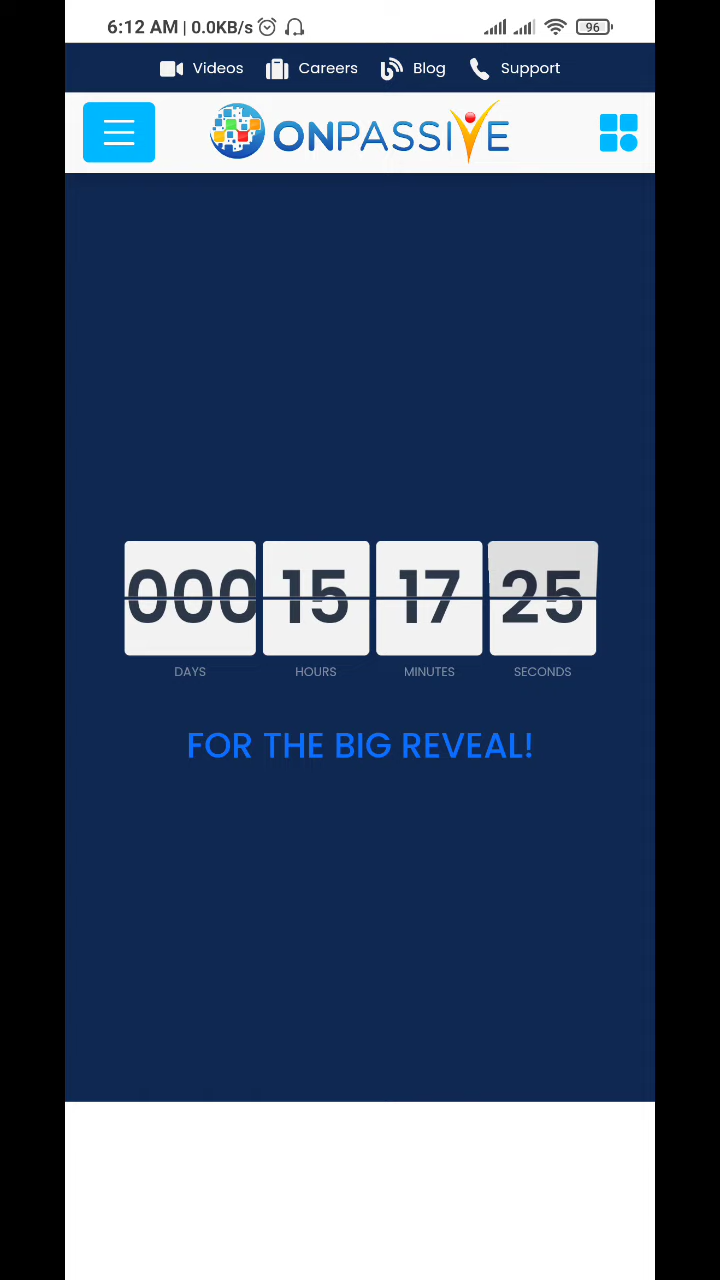 6:12 AM | 0.0KB/s 96
Videos Careers Blog Support
ONPASSIVE
000 15 17 25
DAYS HOURS MINUTES SECONDS
FOR THE BIG REVEAL!